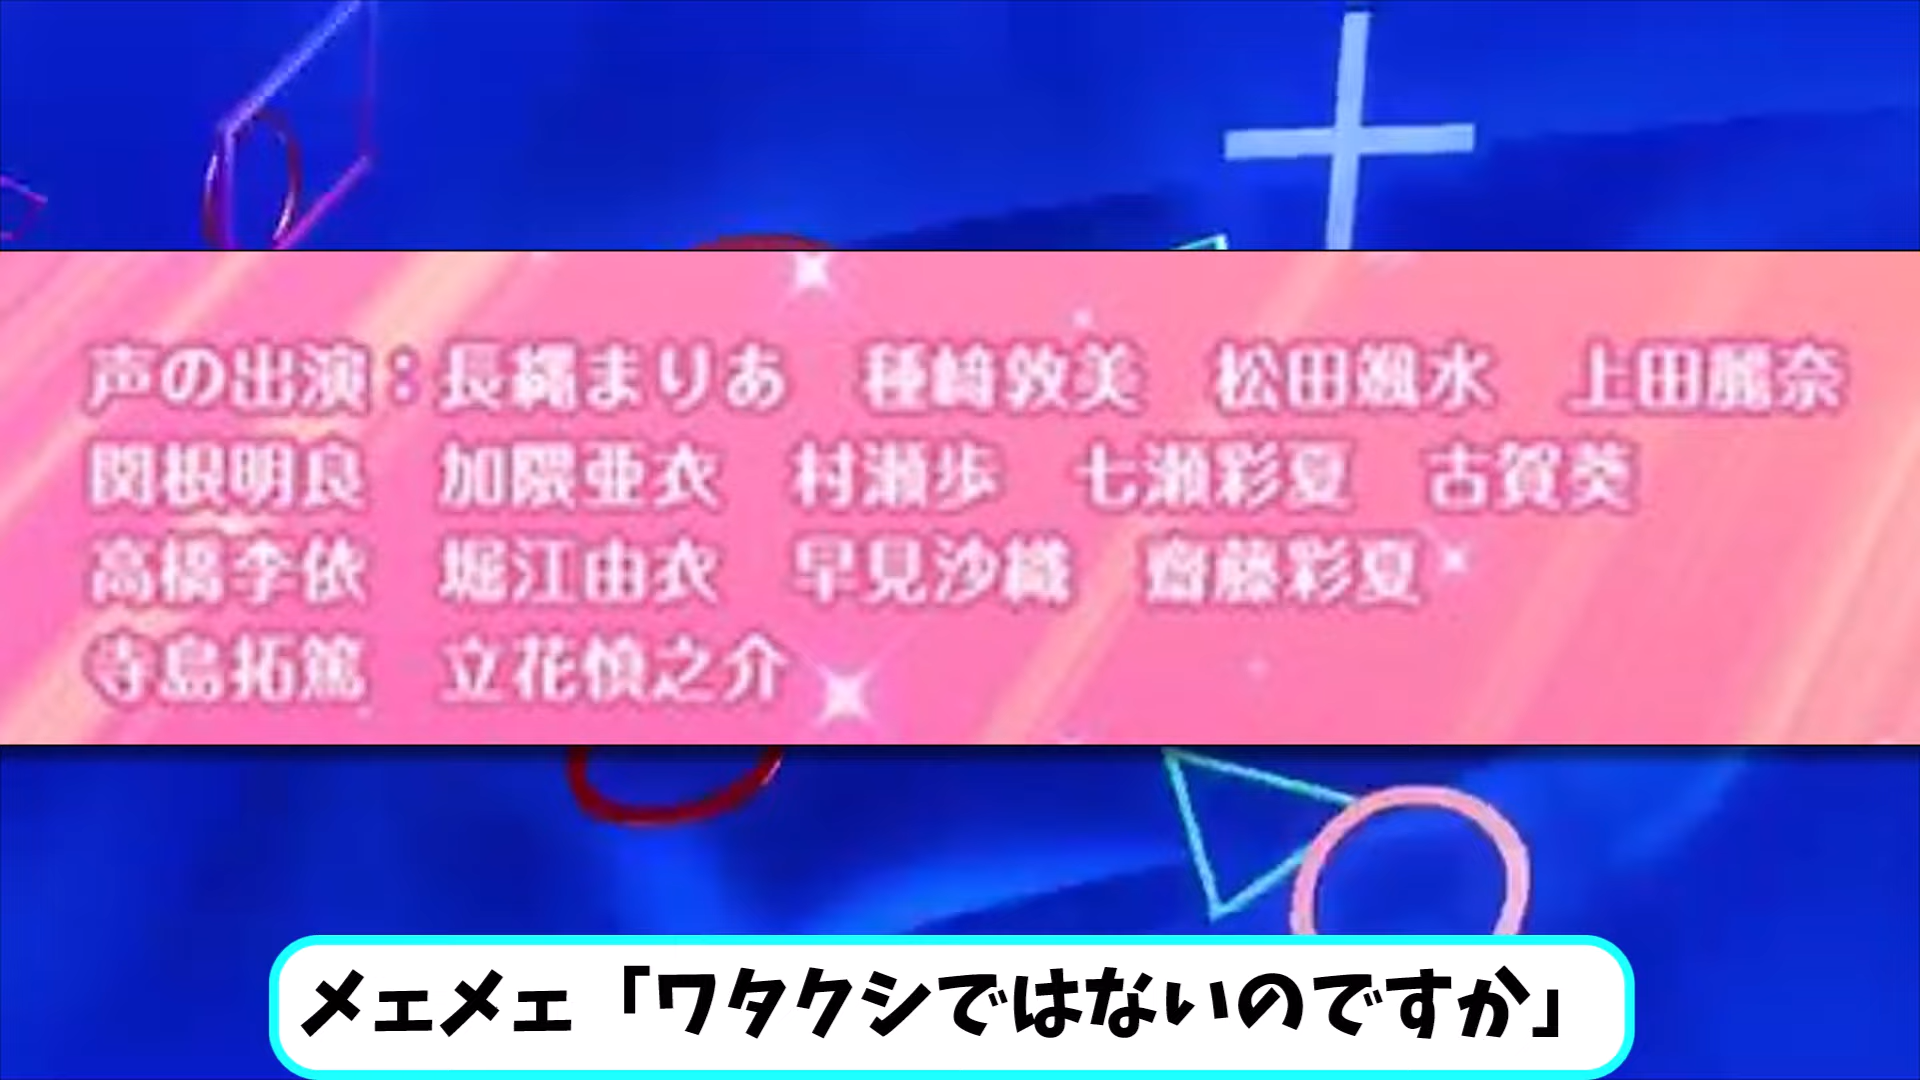 声の出演：長縄まりあ　種﨑敦美　松田颯水　上田麗奈
関根明良　加隈亜衣　村瀬歩　七瀬彩夏　古賀葵
高橋李依　堀江由衣　早見沙織　齋藤彩夏
寺島拓篤　立花慎之介
メェメェ「ワタクシではないのですか」